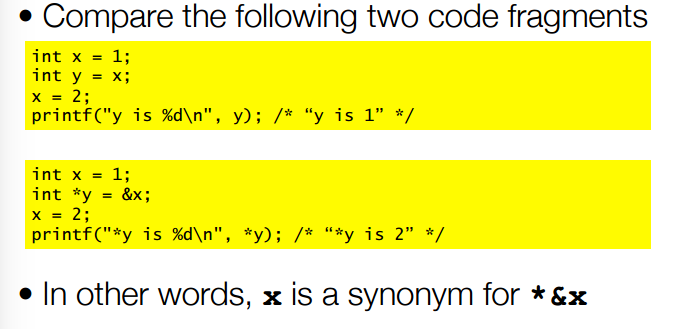 • Compare the following two code fragments
int x = 1;
int y = x;
x = 2;
printf("y is %d\n", y); /* “y is 1” */
int x = 1;
int *y = &x;
x = 2;
printf("*y is %d\n", *y); /* “*y is 2” */
• In other words, x is a synonym for *&x